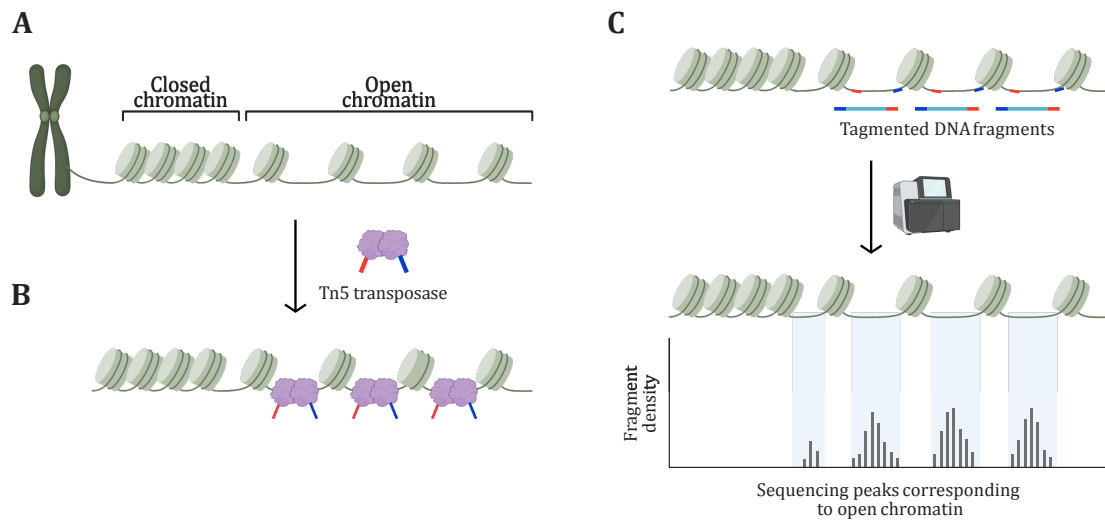 A
Closed
chromatin
Open
chromatin
Tn5 transposase
B
C
Tagmented DNA fragments
Fragment
density
Sequencing peaks corresponding
to open chromatin